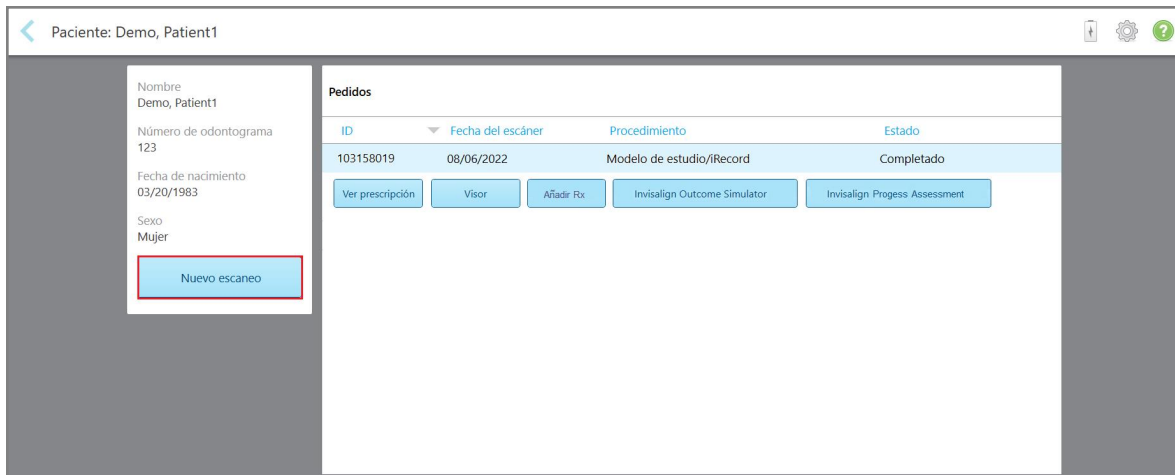 Paciente: Demo, Patient1
?
Nombre
Demo, Patient1
Número de odontograma
123
Fecha de nacimiento
03/20/1983
Sexo
Mujer
Nuevo escaneo
Pedidos
ID Fecha del escáner Procedimiento Estado
103158019 08/06/2022 Modelo de estudio/iRecord Completado
Ver prescripción Visor Añadir Rx Invisalign Outcome Simulator Invisalign Progess Assessment